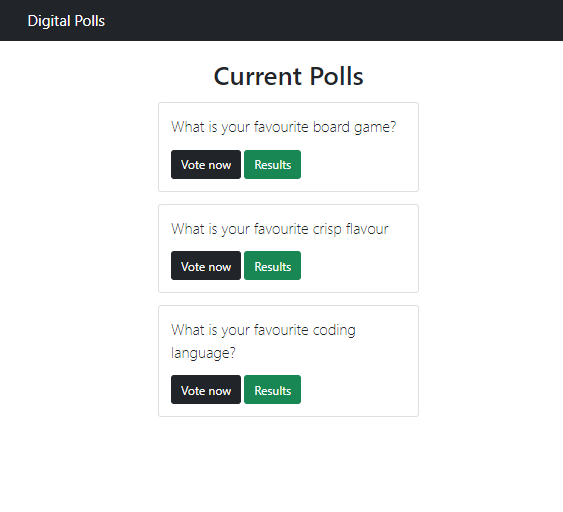 Digital Polls
Current Polls
What is your favourite board game?
Vote now Results
What is your favourite crisp flavour
Vote now Results
What is your favourite coding
language?
Vote now Results